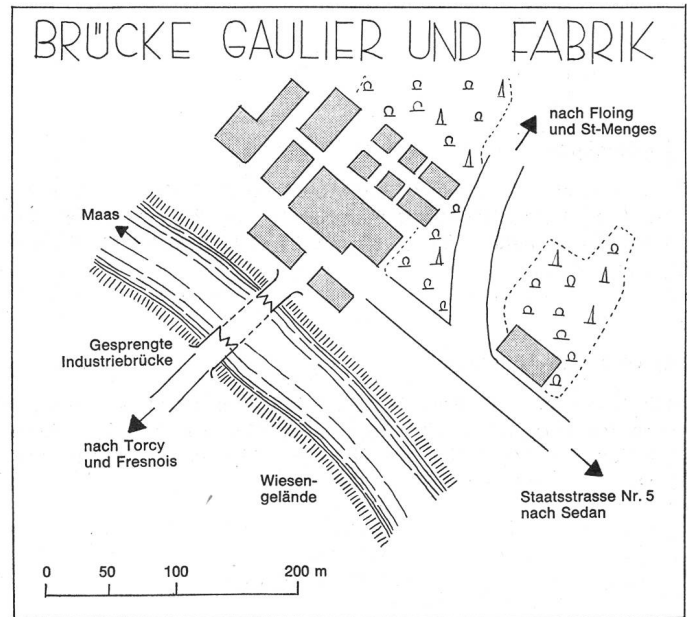 BRÜCKE GAULIER UND FABRIK
nach Floing
und St-Menges
Maas
Gesprengte
Industriebrücke
nach Torcy
und Fresnois
Wiesen-
gelände
Staatsstrasse Nr. 5
nach Sedan
0 50 100 200 m